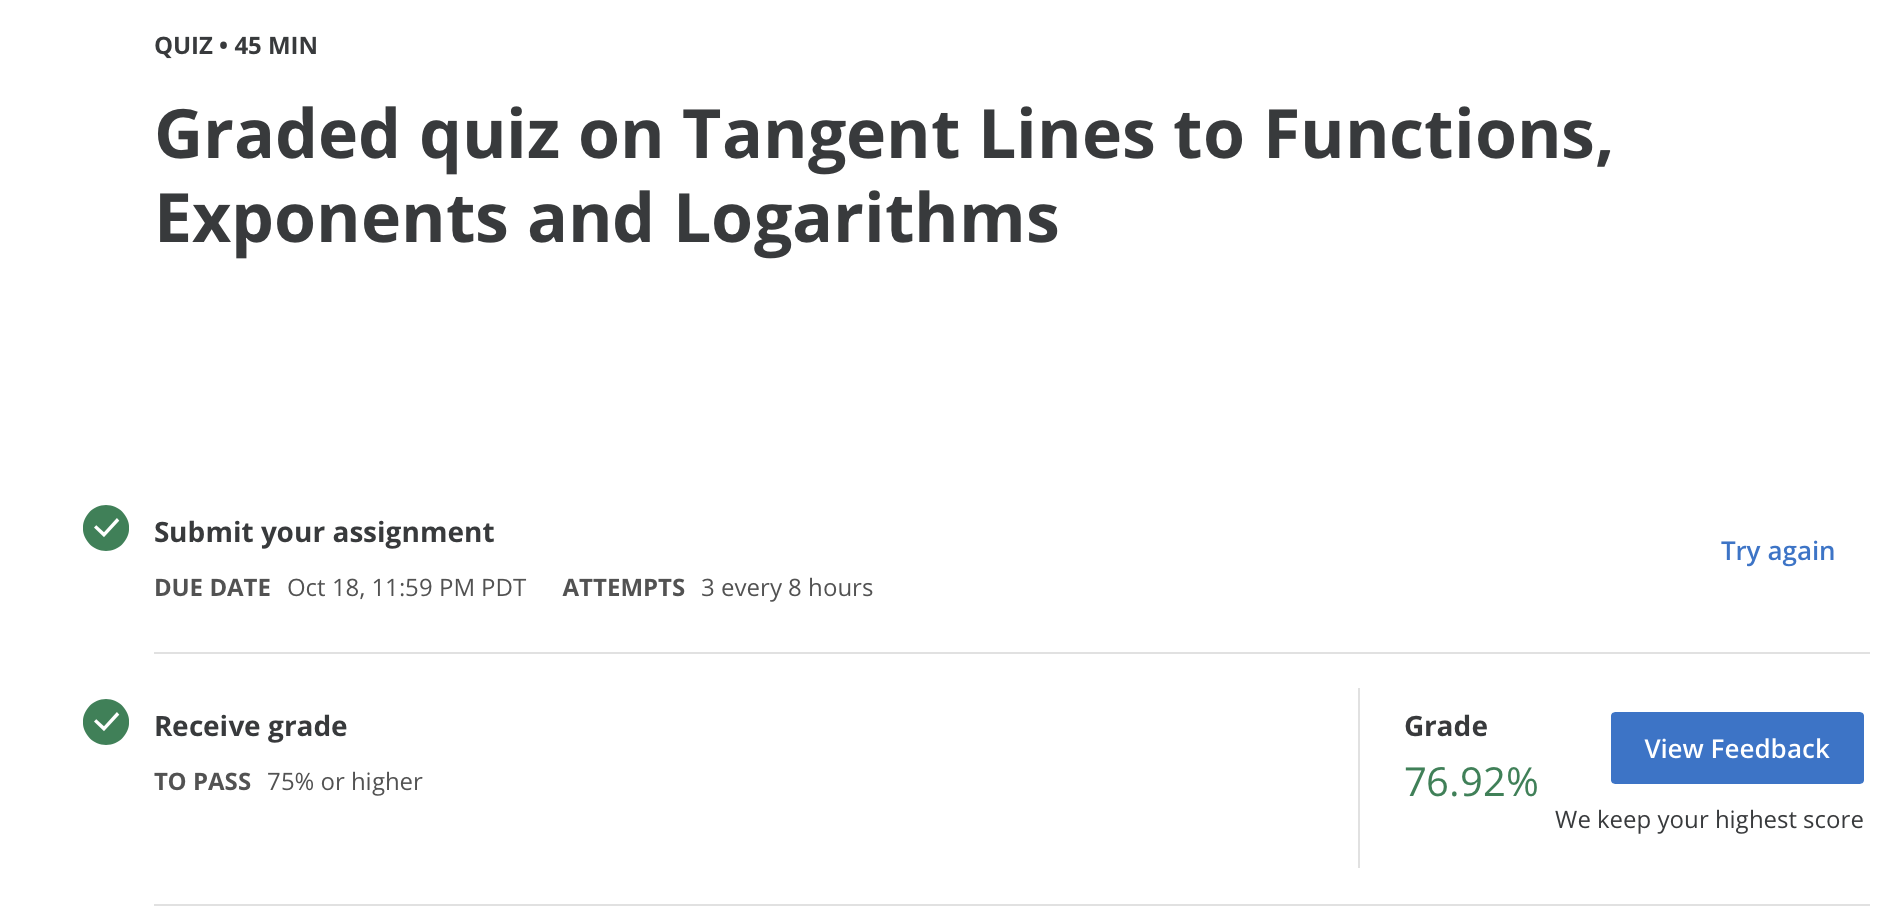 QUIZ • 45 MIN
Graded quiz on Tangent Lines to Functions,
Exponents and Logarithms
Submit your assignment
Try again
DUE DATE Oct 18, 11:59 PM PDT ATTEMPTS 3 every 8 hours
Receive grade
TO PASS 75% or higher
Grade
76.92%
View Feedback
We keep your highest score